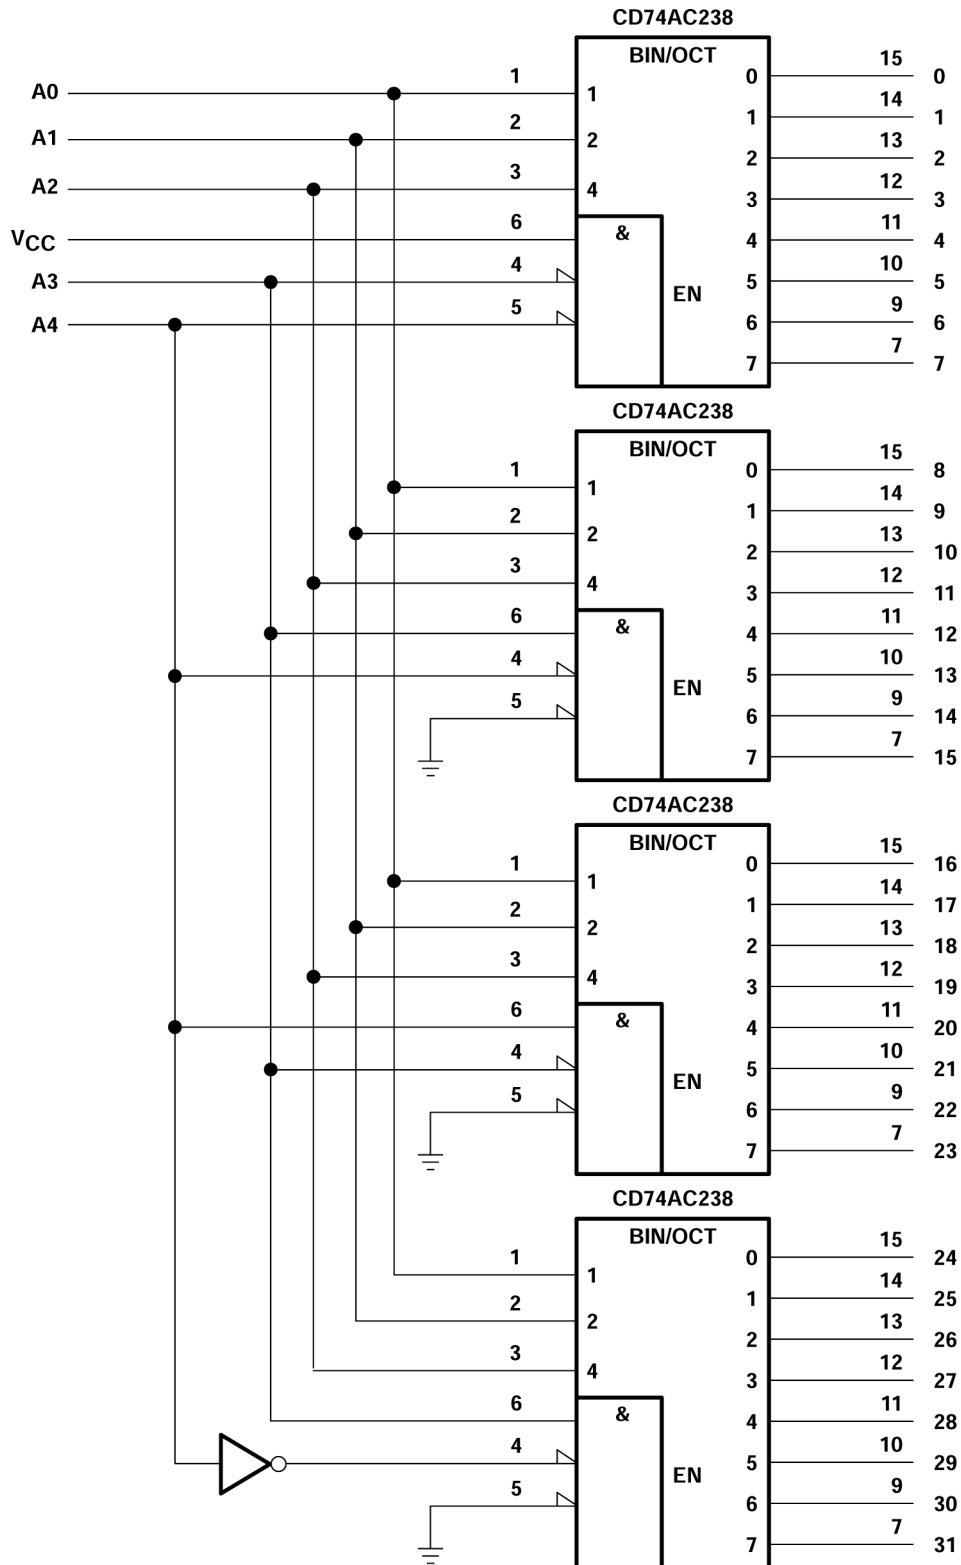 CD74AC238
BIN/OCT
A0 1 1 0 15 0
A1 2 2 1 14 1
2 13 2
A2 3 4 3 12 3
VCC 6 & 4 11 4
A3 4 EN 5 10 5
A4 5 6 9 6
7 7 7
CD74AC238
BIN/OCT
1 1 0 15 8
2 2 1 14 9
2 13 10
3 4 3 12 11
6 & 4 11 12
4 EN 5 10 13
5 6 9 14
7 7 15
CD74AC238
BIN/OCT
1 1 0 15 16
2 2 1 14 17
2 13 18
3 4 3 12 19
6 & 4 11 20
4 EN 5 10 21
5 6 9 22
7 7 23
CD74AC238
BIN/OCT
1 1 0 15 24
2 2 1 14 25
2 13 26
3 4 3 12 27
6 & 4 11 28
4 EN 5 10 29
5 6 9 30
7 7 31